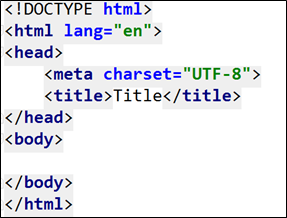 <!DOCTYPE html>
<html lang="en">
<head>
    <meta charset="UTF-8">
    <title>Title</title>
</head>
<body>

</body>
</html>